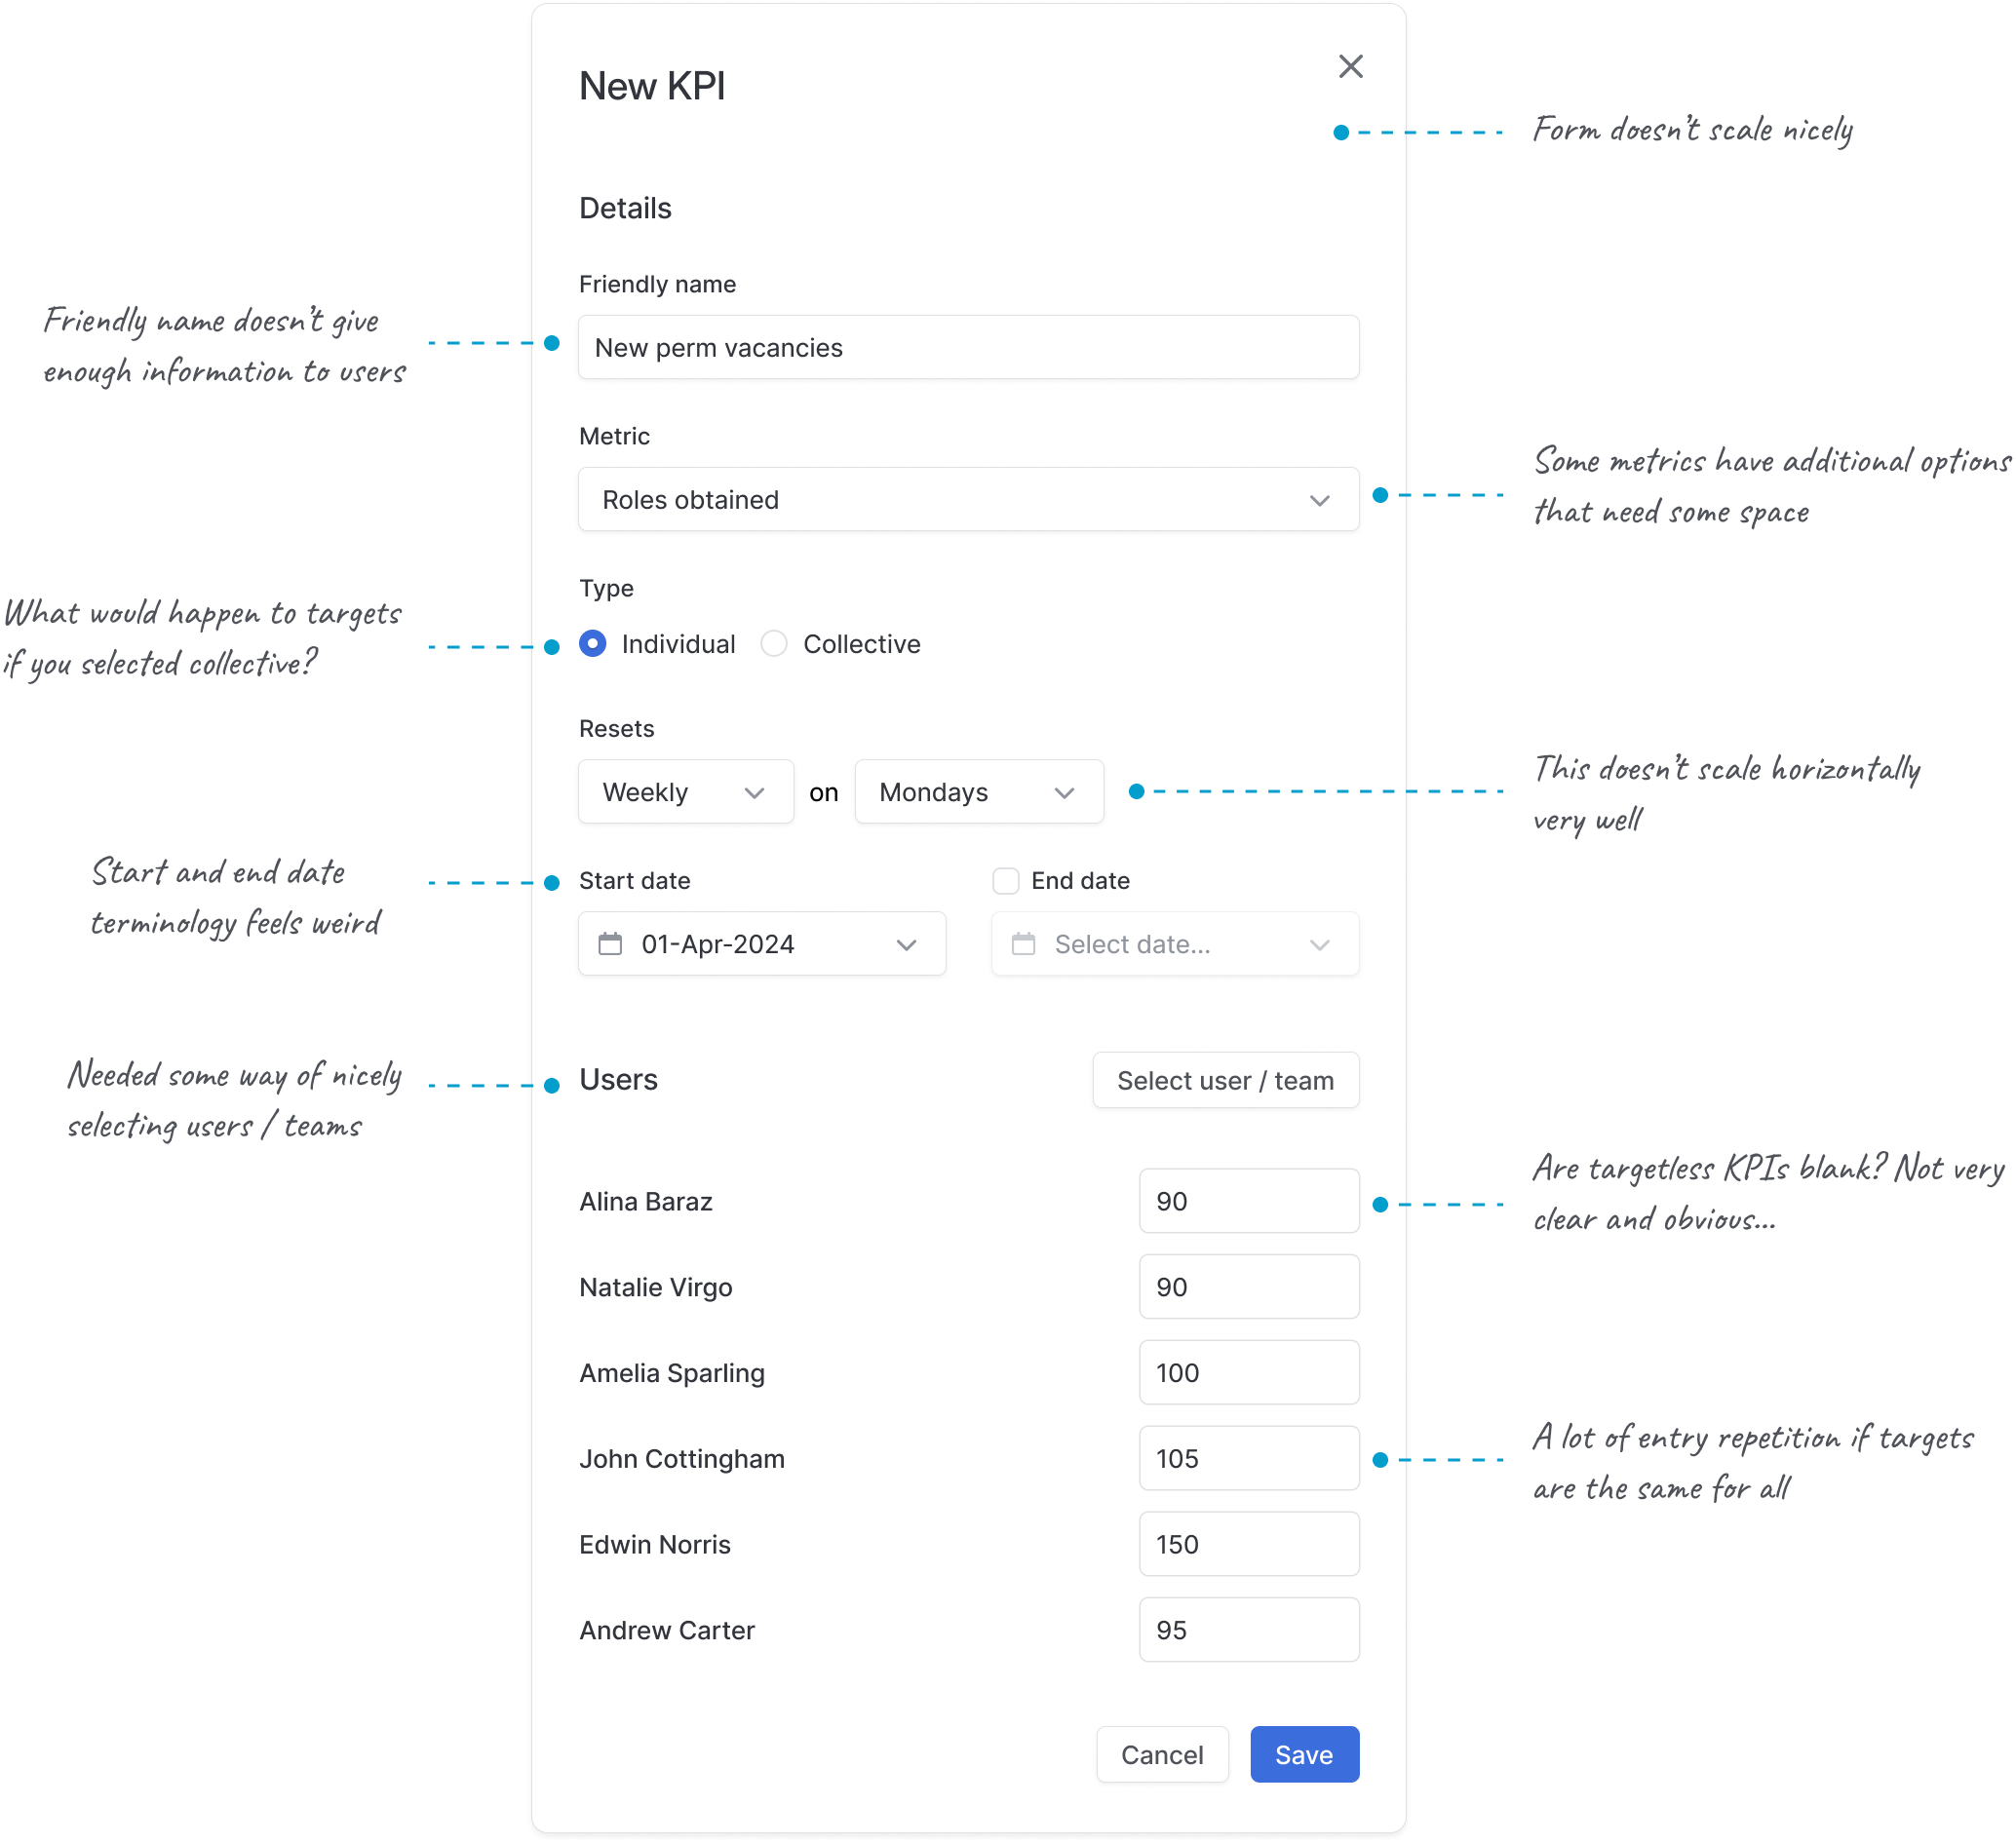 New KPI
Form doesn't scale nicely
Details
Friendly name
Friendly name doesn't give
enough information to users
New perm vacancies
Metric
Roles obtained
Some metrics have additional options
that need some space
Type
What would happen to targets
if you selected collective?
Individual Collective
Resets
Weekly on Mondays
This doesn't scale horizontally
very well
Start and end date
terminology feels weird
Start date End date
01-Apr-2024 Select date...
Needed some way of nicely
selecting users / teams
Users Select user / team
Are targetless KPIs blank? Not very
clear and obvious...
Alina Baraz 90
Natalie Virgo 90
Amelia Sparling 100
A lot of entry repetition if targets
are the same for all
John Cottingham 105
Edwin Norris 150
Andrew Carter 95
Cancel Save